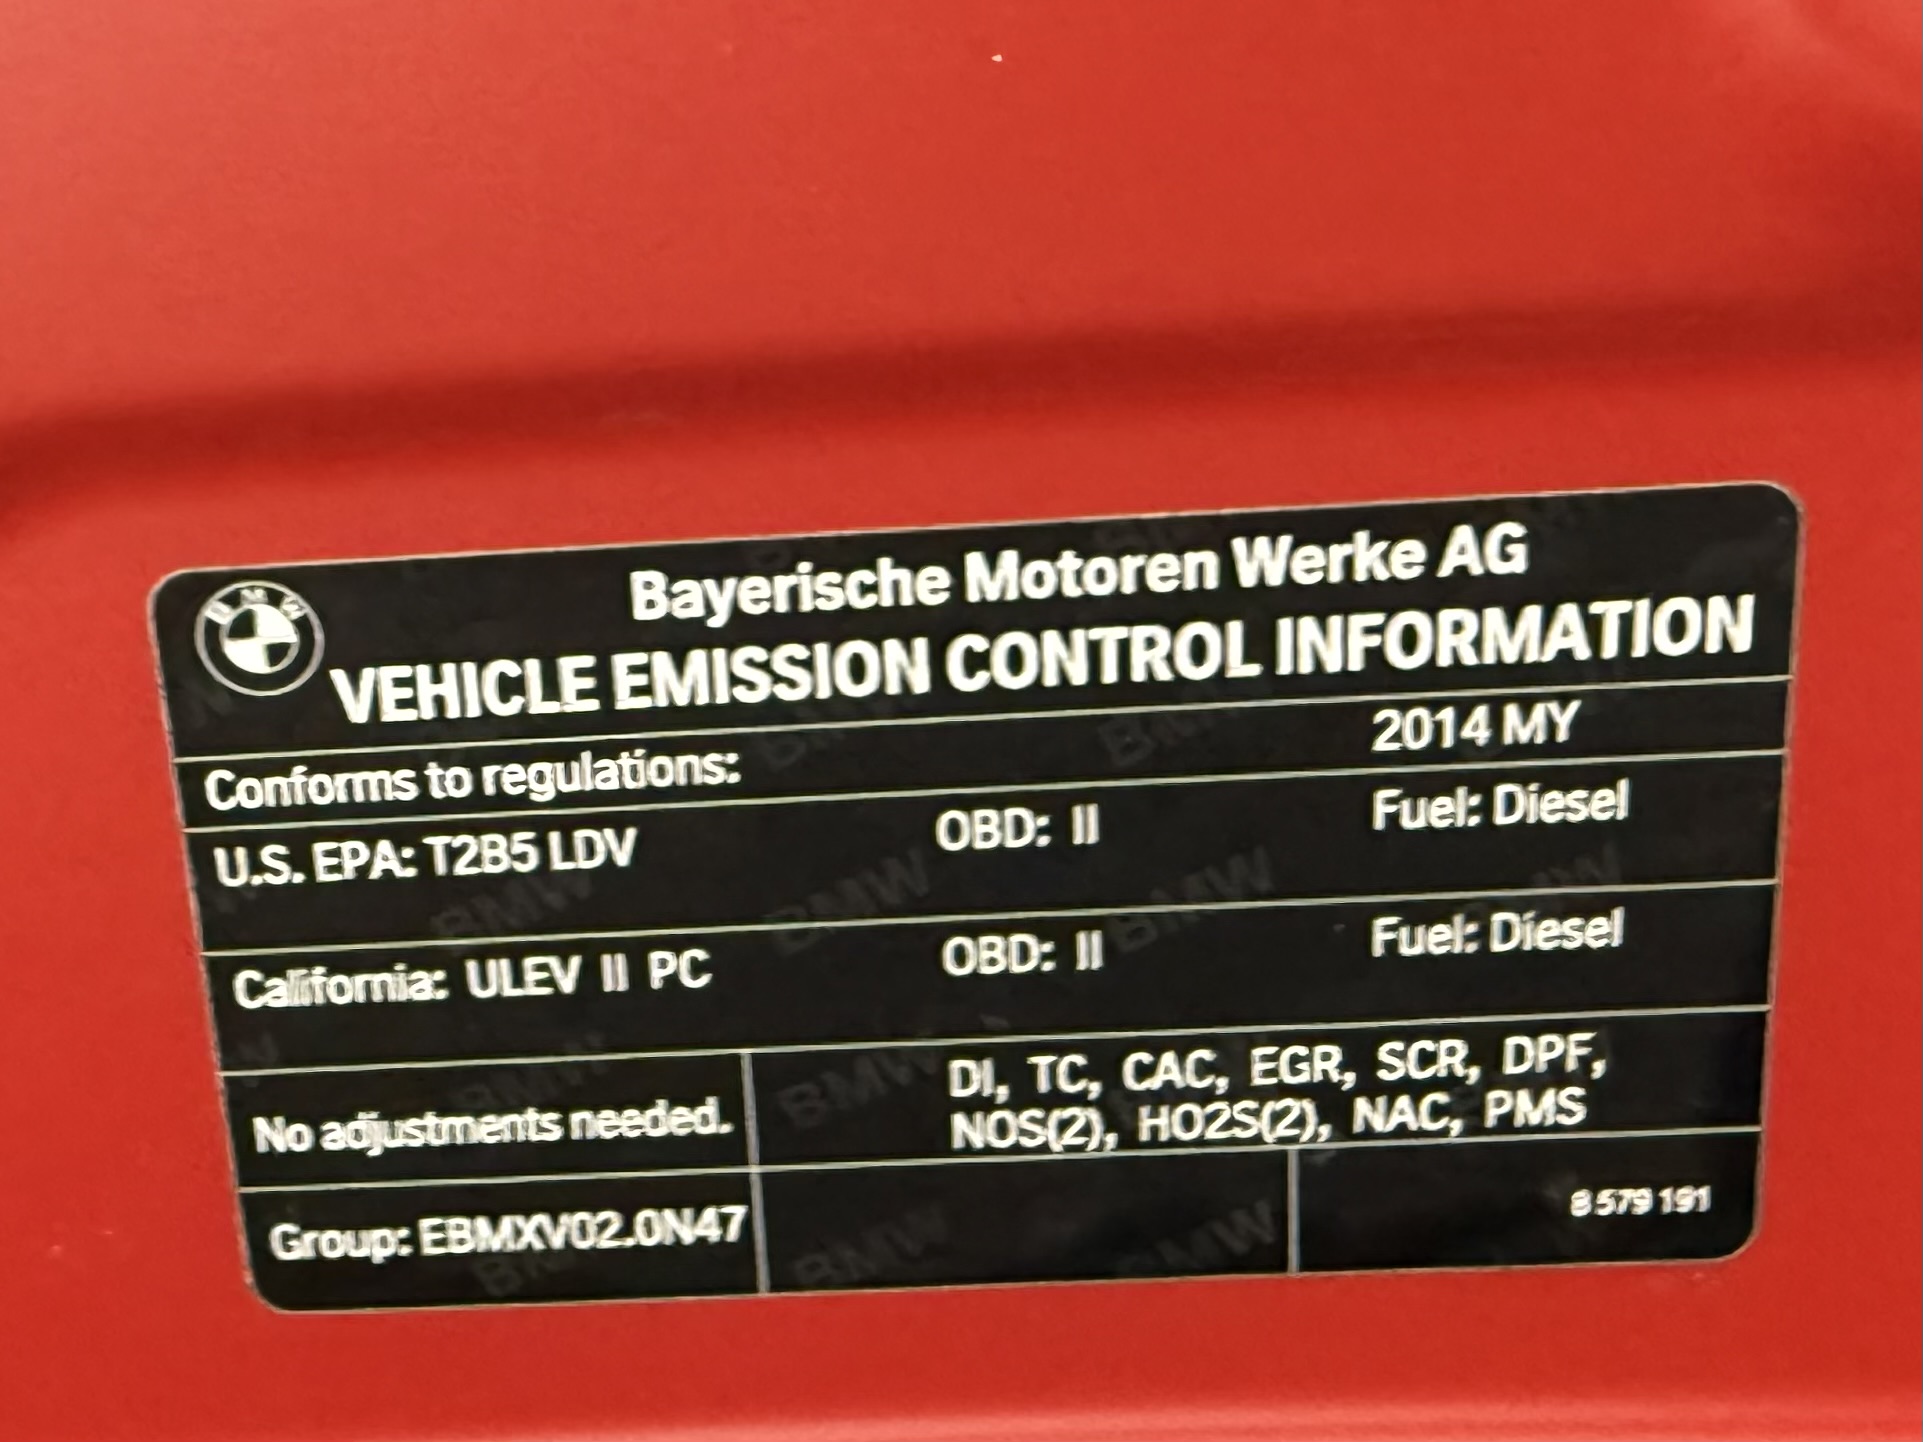 BMW
Bayerische Motoren Werke AG
VEHICLE EMISSION CONTROL INFORMATION
Conforms to regulations: 2014 MY
U.S. EPA: T2B5 LDV OBD: II Fuel: Diesel
California: ULEV II PC OBD: II Fuel: Diesel
No adjustments needed.
DI, TC, CAC, EGR, SCR, DPF,
NOS(2), HO2S(2), NAC, PMS
Group: EBMXV02.0N47
8 579 191